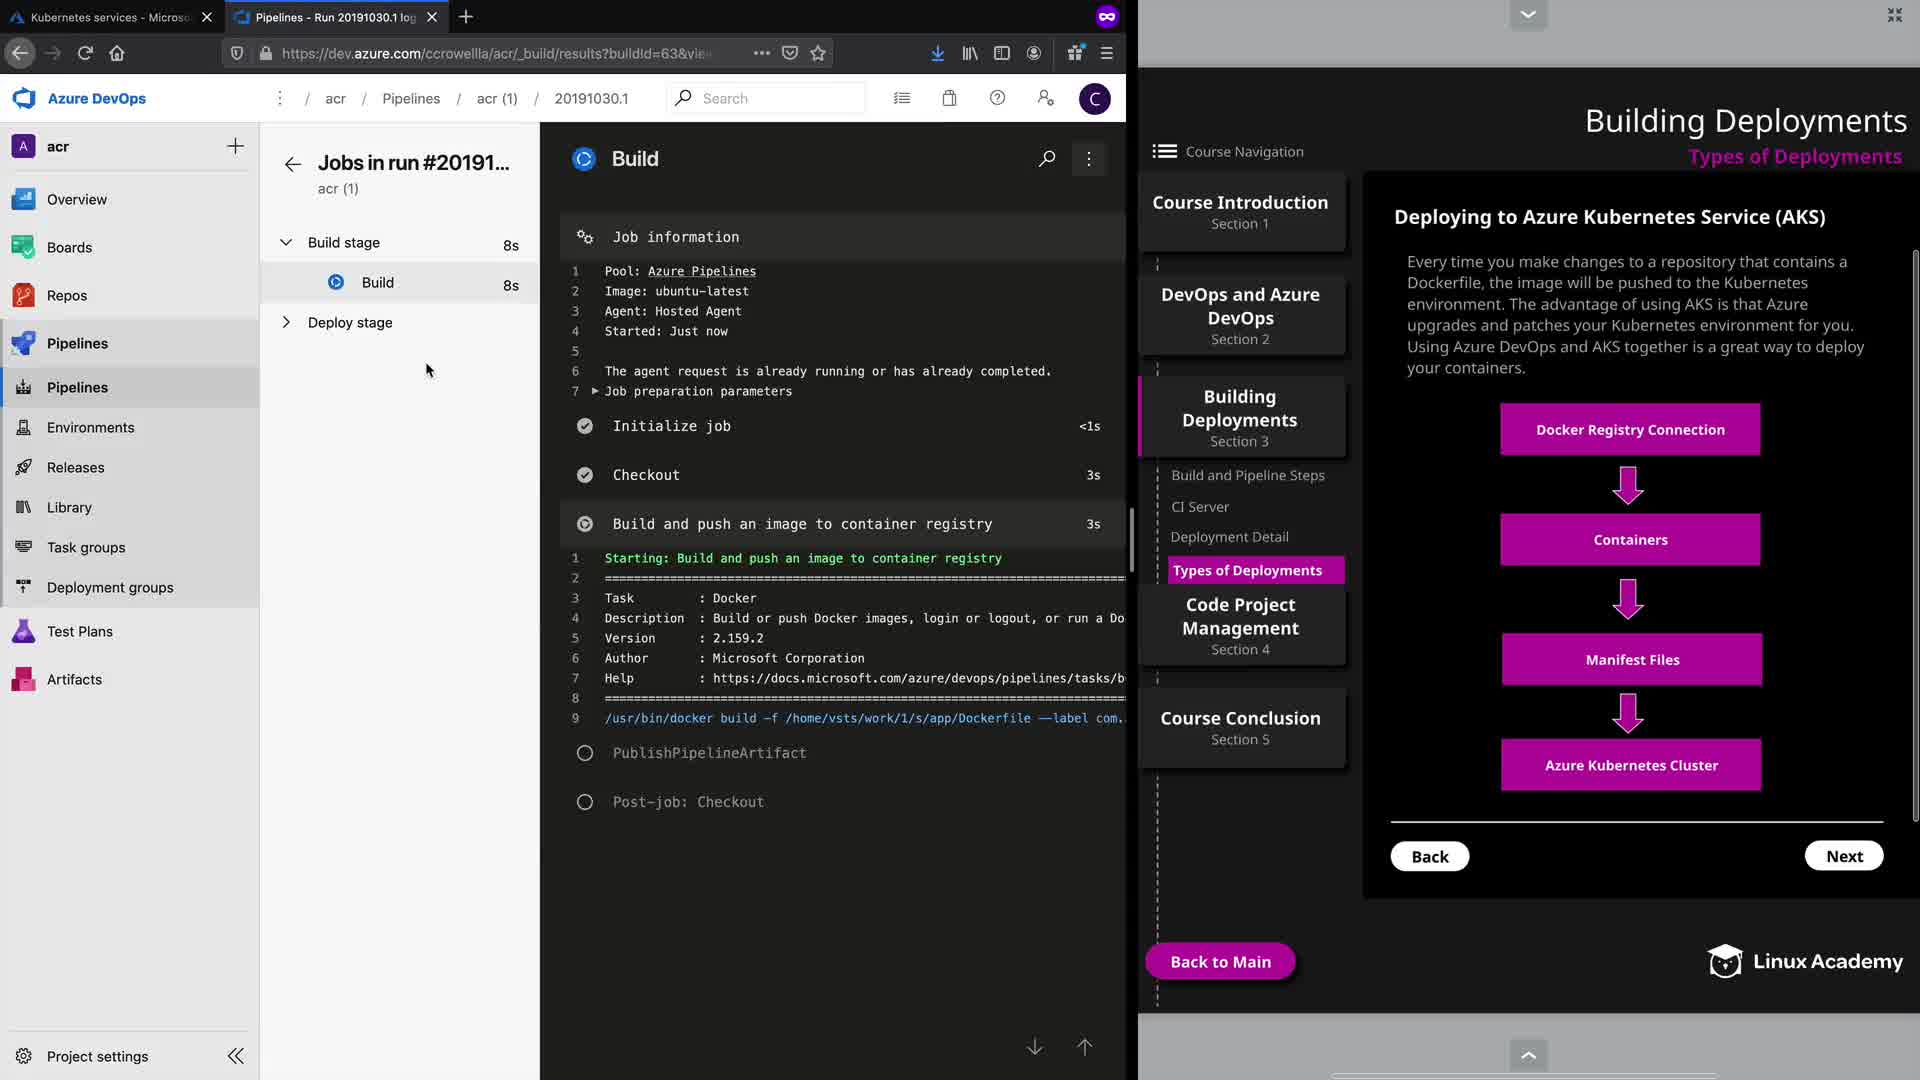 Kubernetes services - Micros
Pipelines - Run 20191030.1 log
https://dev.azure.com/ccrowellla/acr/_build/results?buildId=63&vie
Azure DevOps
/ acr / Pipelines / acr (1) / 20191030.1
Search
C
A acr
Overview
Boards
Repos
Pipelines
Pipelines
Environments
Releases
Library
Task groups
Deployment groups
Test Plans
Artifacts
Project settings
Jobs in run #20191...
acr (1)
Build stage 8s
Build 8s
Deploy stage
Build
Job information
1 Pool: Azure Pipelines
2 Image: ubuntu-latest
3 Agent: Hosted Agent
4 Started: Just now
5
6 The agent request is already running or has already completed.
7 Job preparation parameters
Initialize job <1s
Checkout 3s
Build and push an image to container registry 3s
1 Starting: Build and push an image to container registry
2 ==============================================================================
3 Task : Docker
4 Description : Build or push Docker images, login or logout, or run a Do
5 Version : 2.159.2
6 Author : Microsoft Corporation
7 Help : https://docs.microsoft.com/azure/devops/pipelines/tasks/b
8 ==============================================================================
9 /usr/bin/docker build -f /home/vsts/work/1/s/app/Dockerfile --label com.
PublishPipelineArtifact
Post-job: Checkout
Building Deployments
Types of Deployments
Course Navigation
Course Introduction
Section 1
DevOps and Azure
DevOps
Section 2
Building
Deployments
Section 3
Build and Pipeline Steps
CI Server
Deployment Detail
Types of Deployments
Code Project
Management
Section 4
Course Conclusion
Section 5
Back to Main
Deploying to Azure Kubernetes Service (AKS)
Every time you make changes to a repository that contains a
Dockerfile, the image will be pushed to the Kubernetes
environment. The advantage of using AKS is that Azure
upgrades and patches your Kubernetes environment for you.
Using Azure DevOps and AKS together is a great way to deploy
your containers.
Docker Registry Connection
Containers
Manifest Files
Azure Kubernetes Cluster
Back
Next
Linux Academy